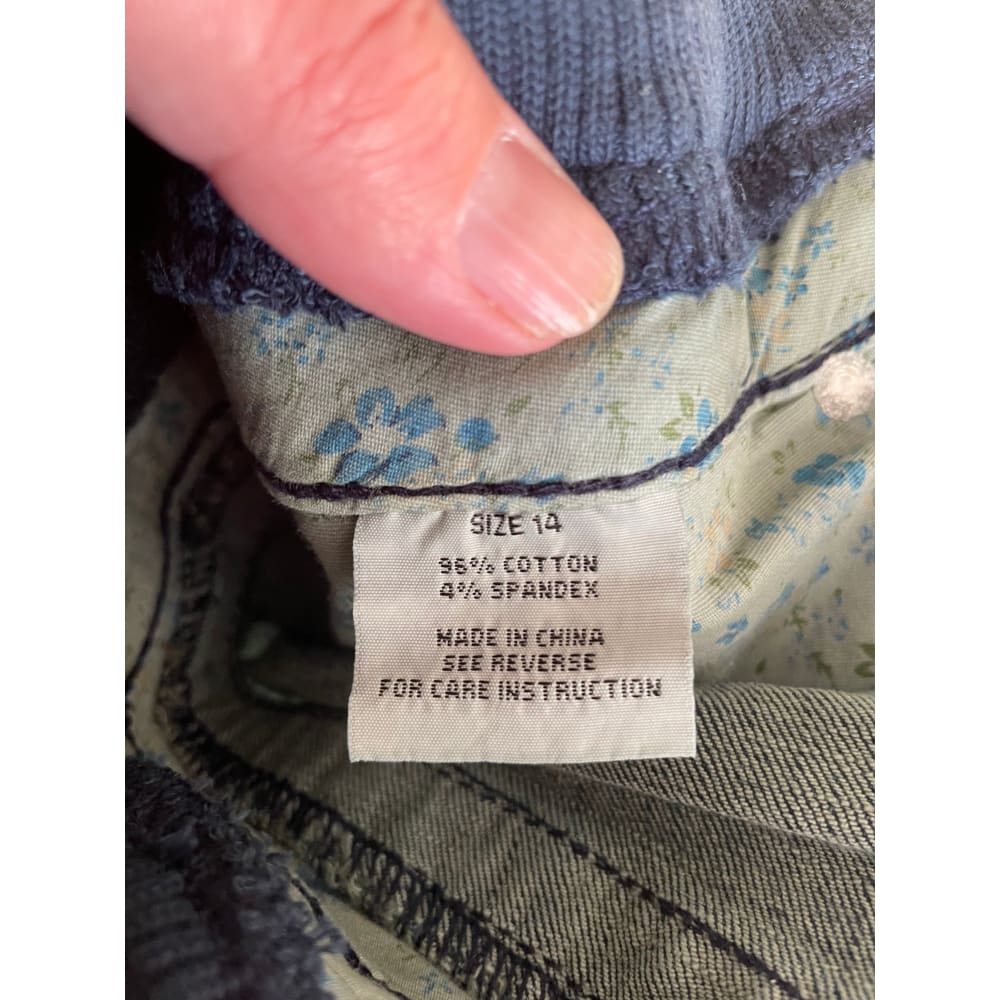 SIZE 14
96% COTTON
4% SPANDEX
MADE IN CHINA
SEE REVERSE
FOR CARE INSTRUCTION